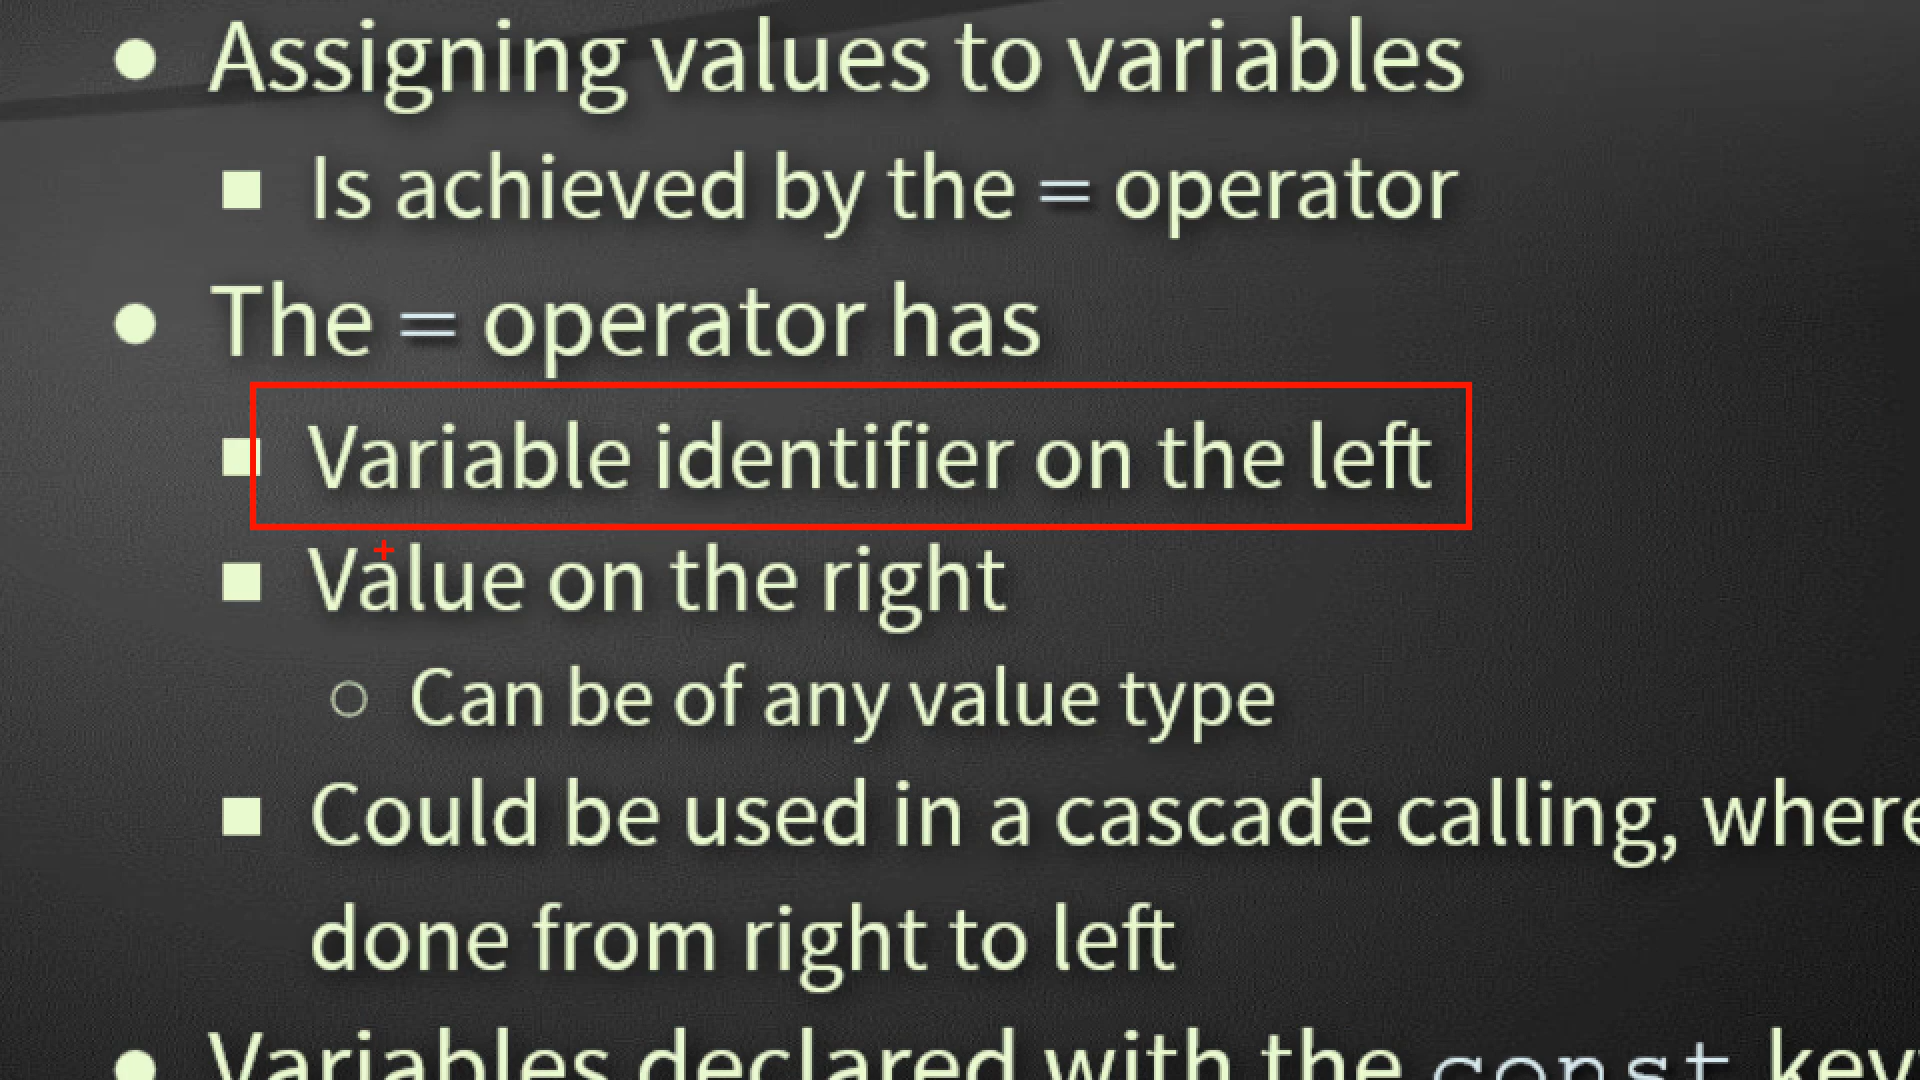 Assigning values to variables
Is achieved by the = operator
The = operator has
Variable identifier on the left
Value on the right
Can be of any value type
Could be used in a cascade calling, where
done from right to left
Variables declared with the const